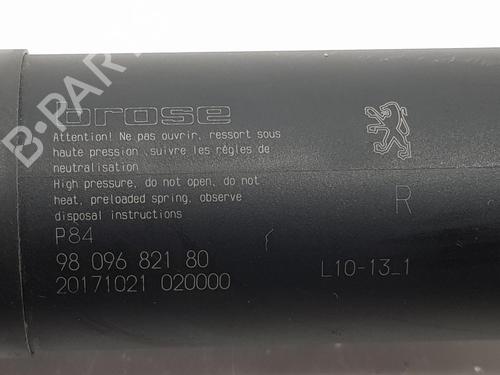 brose
Attention! Ne pas ouvrir, ressort sous
haute pression ,suivre les règles de
neutralisation
High pressure, do not open, do not
heat, preloaded spring, observe
disposal instructions
P84
98 096 821 80
20171021 020000
R
L10-13_1
B-PARTS